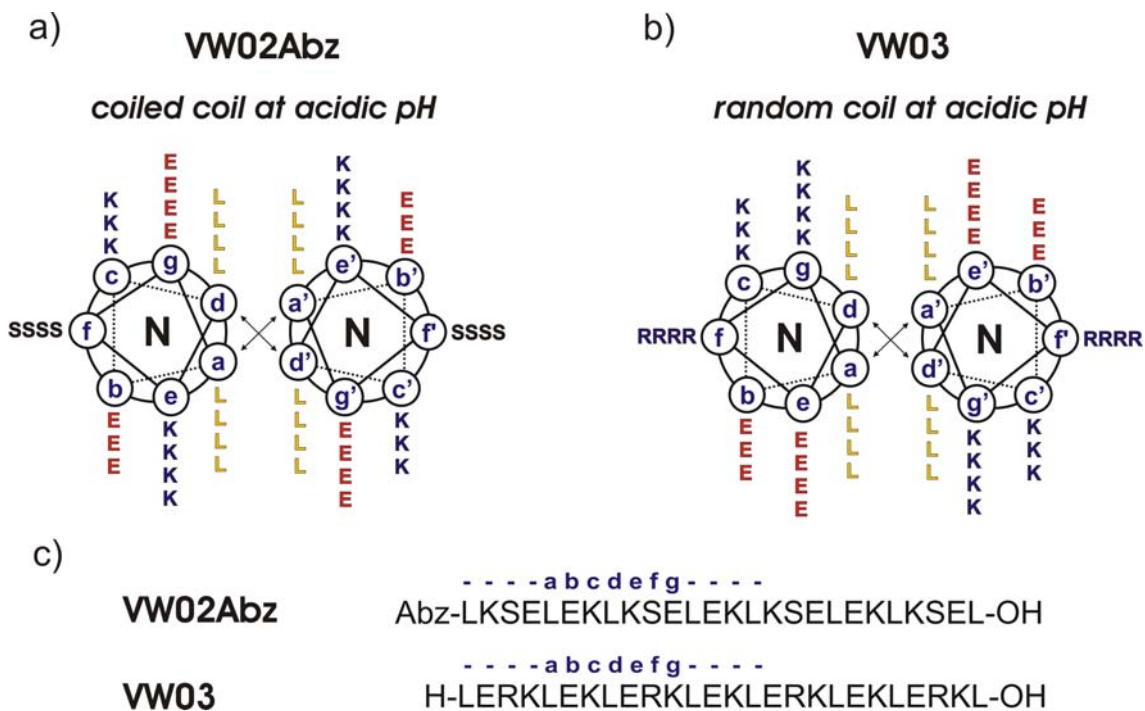 a)
VW02Abz
coiled coil at acidic pH
E
E
E
E
K
K
K
L
L
L
L
L
L
L
L
K
K
K
K
E
E
E
c
g
d
a'
e'
b'
SSSS
f
N
N
f'
SSSS
b
e
a
d'
g'
c'
E
E
E
K
K
K
K
L
L
L
L
L
L
L
L
E
E
E
E
K
K
K
b)
VW03
random coil at acidic pH
K
K
K
K
K
K
K
L
L
L
L
L
L
L
L
E
E
E
E
E
E
E
c
g
d
a'
e'
b'
RRRR
f
N
N
f'
RRRR
b
e
a
d'
g'
c'
E
E
E
E
E
E
E
L
L
L
L
L
L
L
L
K
K
K
K
K
K
K
c)
- - - - a b c d e f g - - - -
VW02Abz Abz-LKSELEKLKSELEKLKSELEKLKSEL-OH
- - - - a b c d e f g - - - -
VW03 H-LERKLEKLERKLEKLERKLEKLERKL-OH